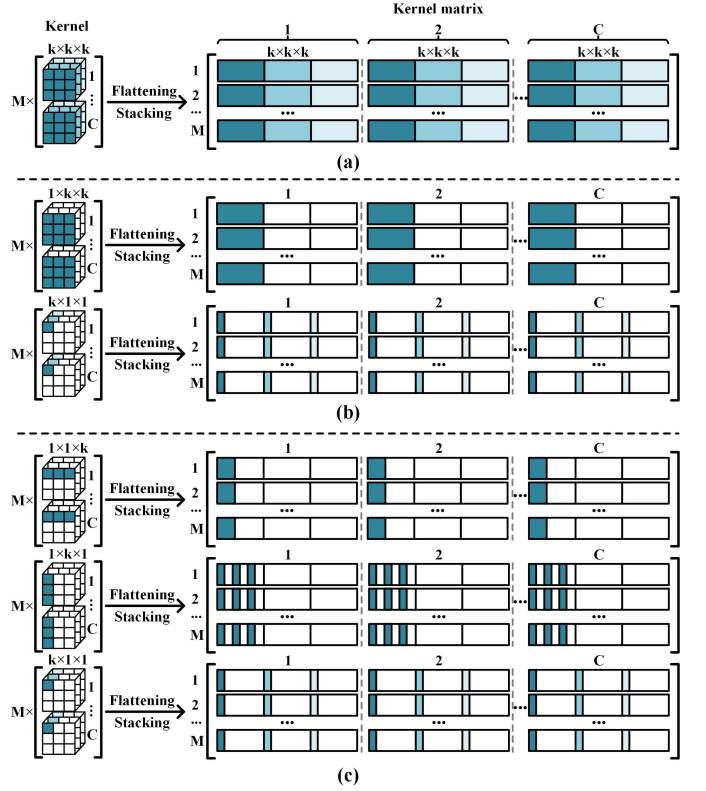 Kernel
Kernel matrix
1 2 C
k×k×k k×k×k k×k×k k×k×k
M× 1 ... C Flattening Stacking 1 2 ... M ... ... ... ...
(a)
1×k×k 1 2 C
M× 1 ... C Flattening Stacking 1 2 ... M ... ... ... ...
k×1×1 1 2 C
M× 1 ... C Flattening Stacking 1 2 ... M ... ... ... ...
(b)
1×1×k 1 2 C
M× 1 ... C Flattening Stacking 1 2 ... M ... ... ... ...
1×k×1 1 2 C
M× 1 ... C Flattening Stacking 1 2 ... M ... ... ... ...
k×1×1 1 2 C
M× 1 ... C Flattening Stacking 1 2 ... M ... ... ... ...
(c)